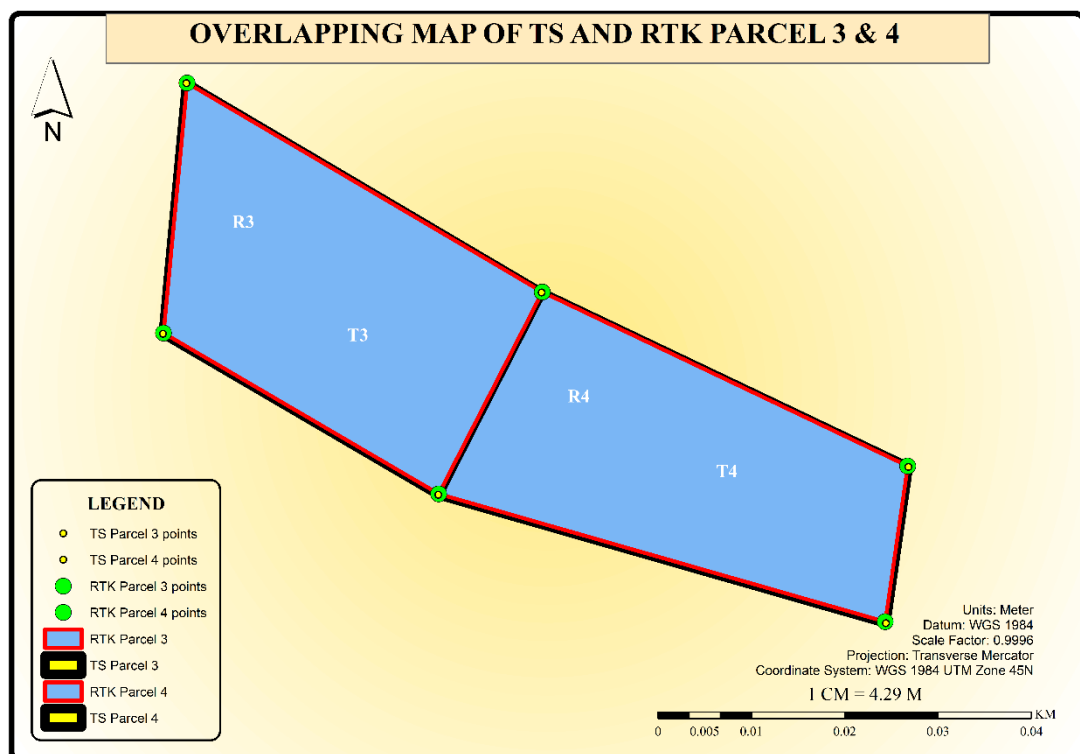 OVERLAPPING MAP OF TS AND RTK PARCEL 3 & 4
N
R3
T3
R4
T4
LEGEND
TS Parcel 3 points
TS Parcel 4 points
RTK Parcel 3 points
RTK Parcel 4 points
RTK Parcel 3
TS Parcel 3
RTK Parcel 4
TS Parcel 4
Units: Meter
Datum: WGS 1984
Scale Factor: 0.9996
Projection: Transverse Mercator
Coordinate System: WGS 1984 UTM Zone 45N
1 CM = 4.29 M
KM
0 0.005 0.01 0.02 0.03 0.04